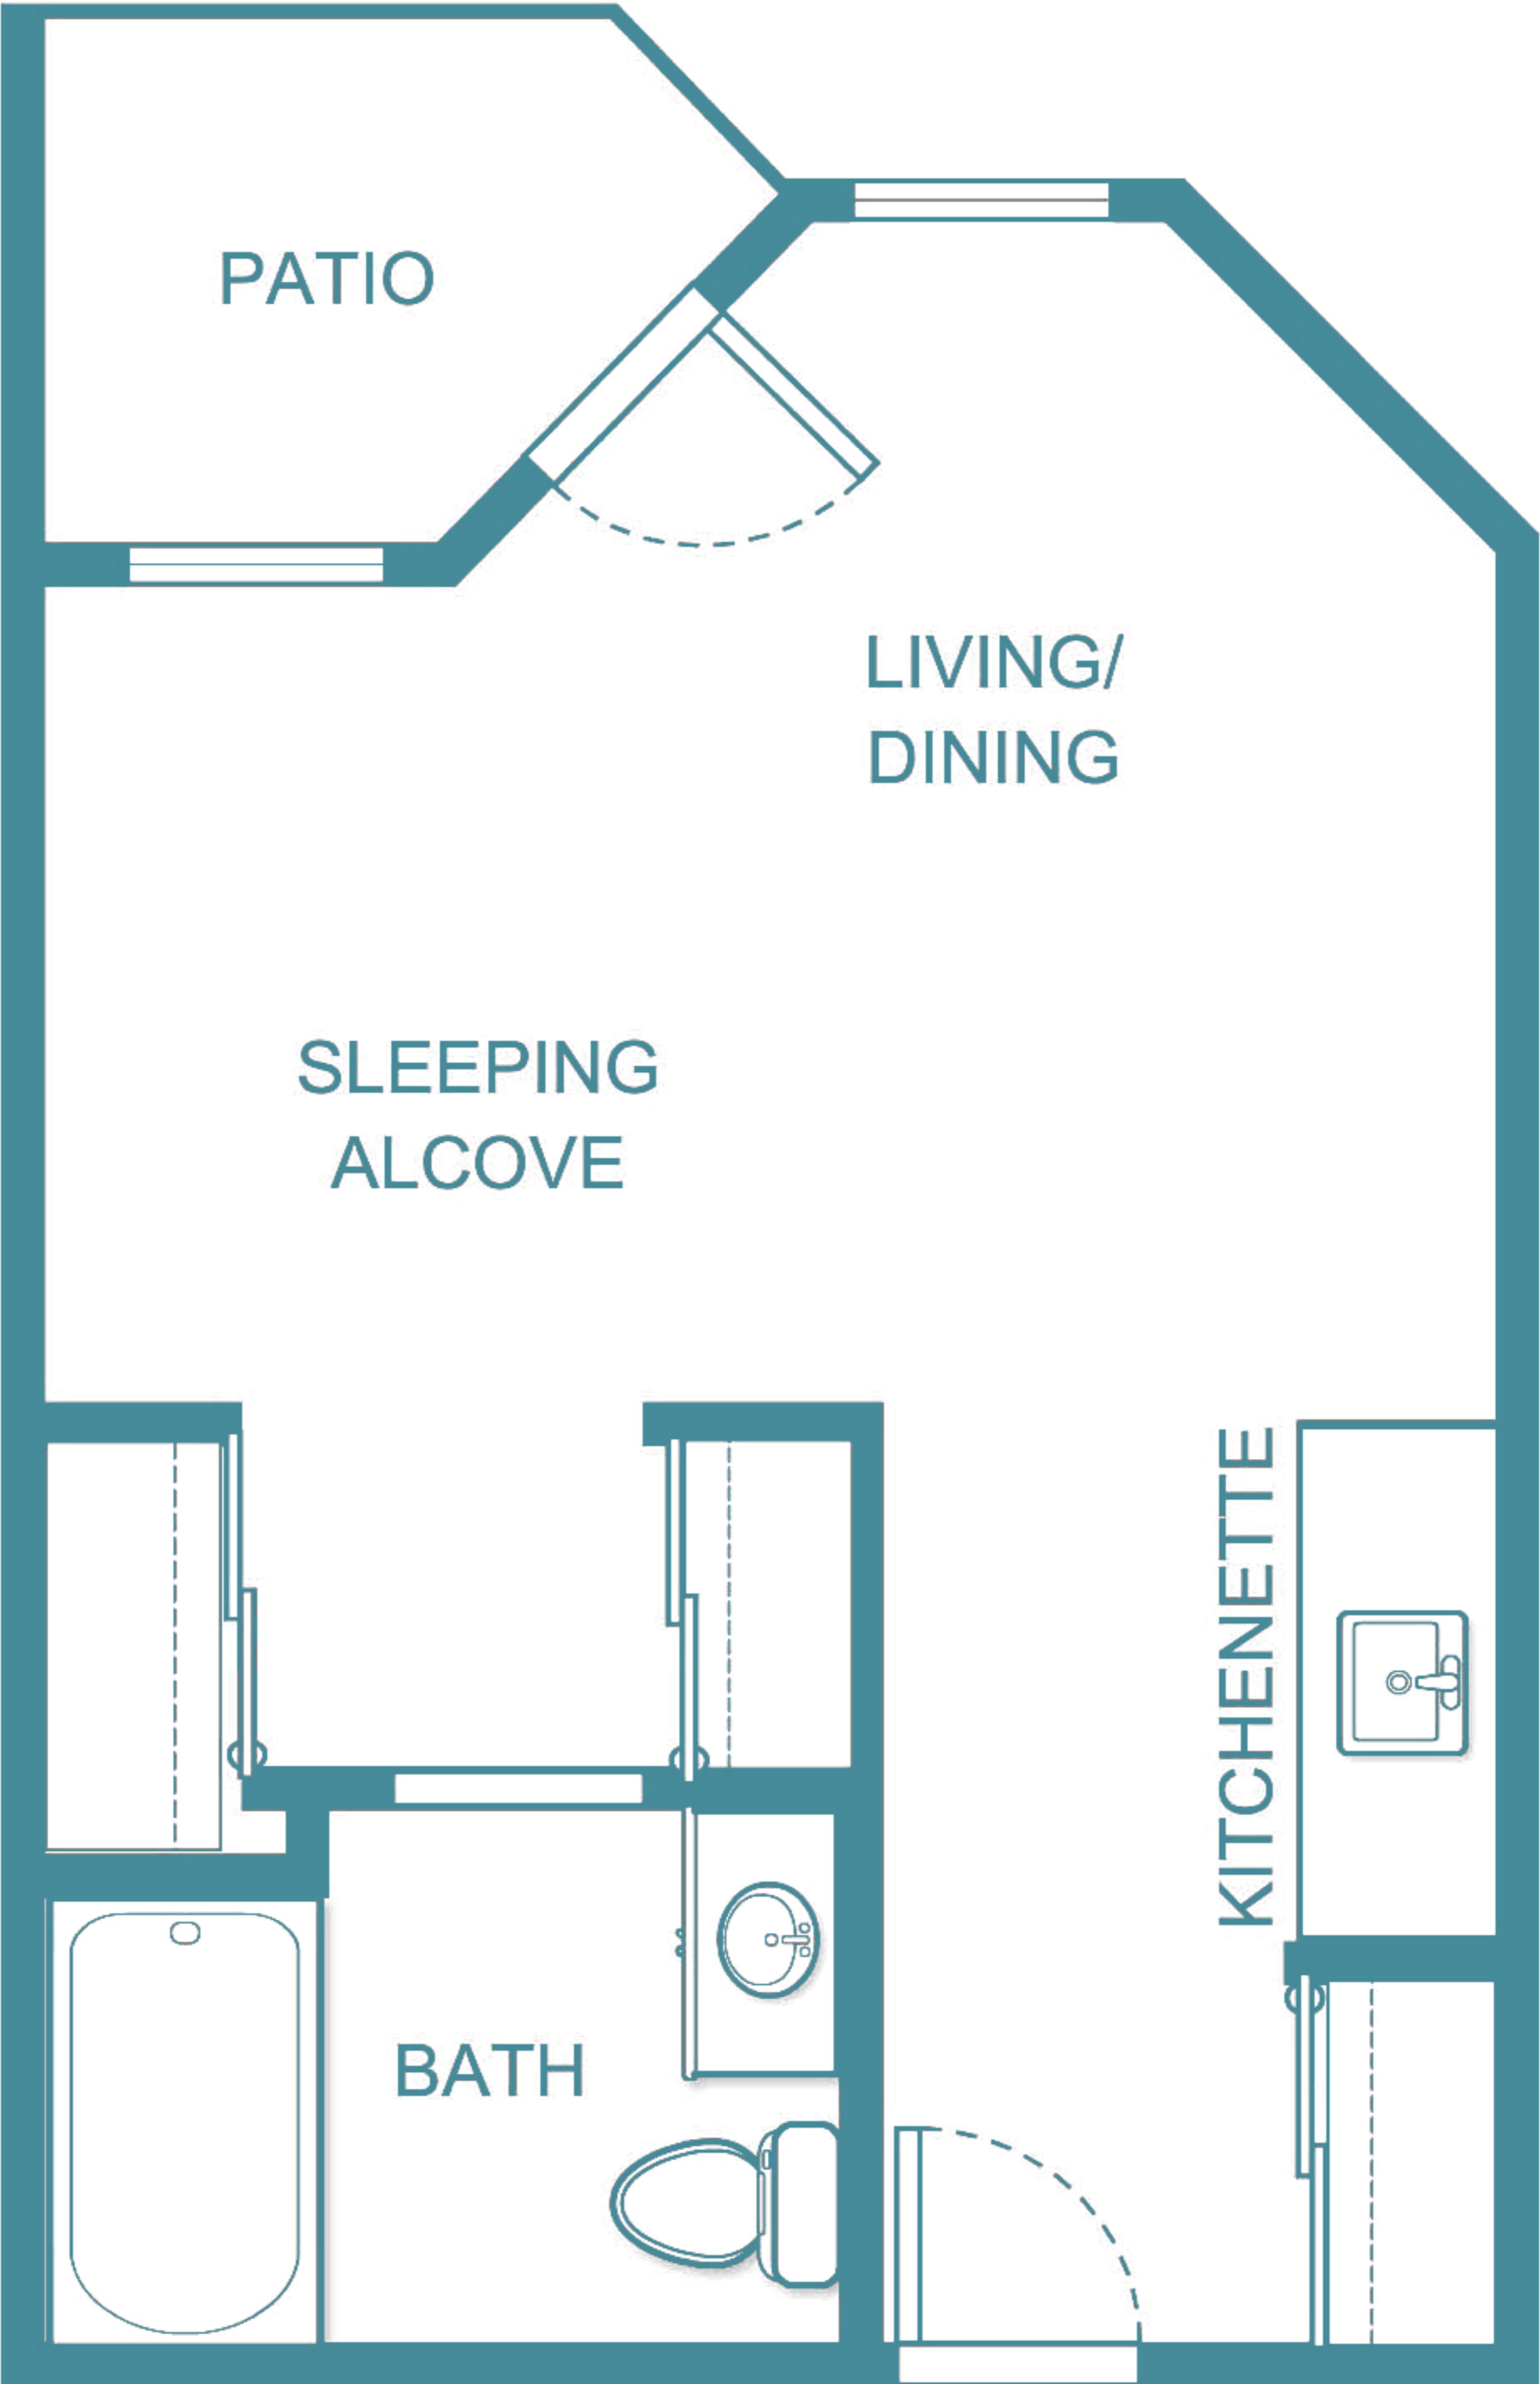 PATIO
LIVING/
DINING
SLEEPING
ALCOVE
KITCHENETTE
BATH